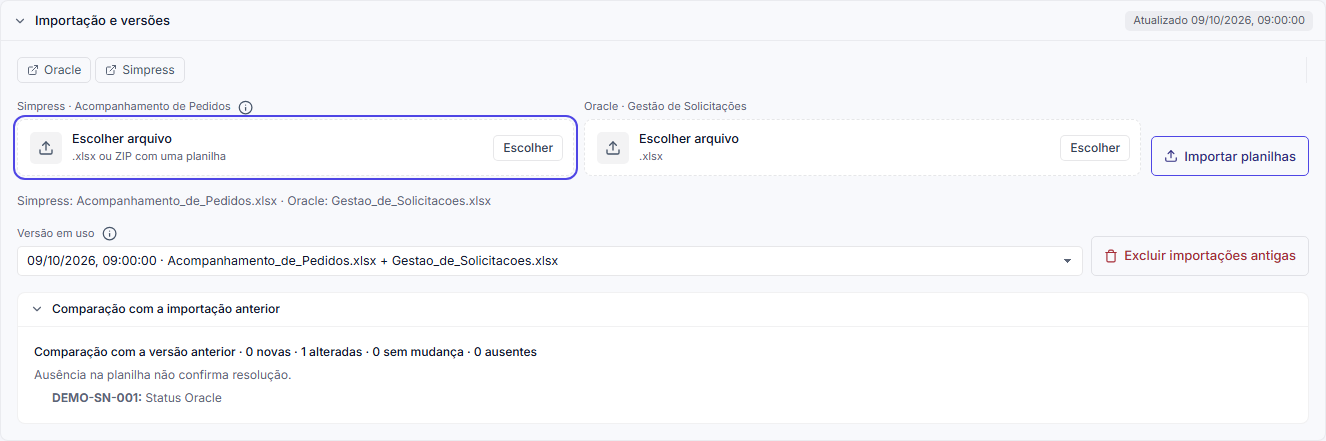 Importação e versões
Atualizado 09/10/2026, 09:00:00
Oracle
Simpress
Simpress · Acompanhamento de Pedidos
Oracle · Gestão de Solicitações
Escolher arquivo
.xlsx ou ZIP com uma planilha
Escolher
Escolher arquivo
.xlsx
Escolher
Importar planilhas
Simpress: Acompanhamento_de_Pedidos.xlsx · Oracle: Gestao_de_Solicitacoes.xlsx
Versão em uso
09/10/2026, 09:00:00 · Acompanhamento_de_Pedidos.xlsx + Gestao_de_Solicitacoes.xlsx
Excluir importações antigas
Comparação com a importação anterior
Comparação com a versão anterior · 0 novas · 1 alteradas · 0 sem mudança · 0 ausentes
Ausência na planilha não confirma resolução.
DEMO-SN-001: Status Oracle